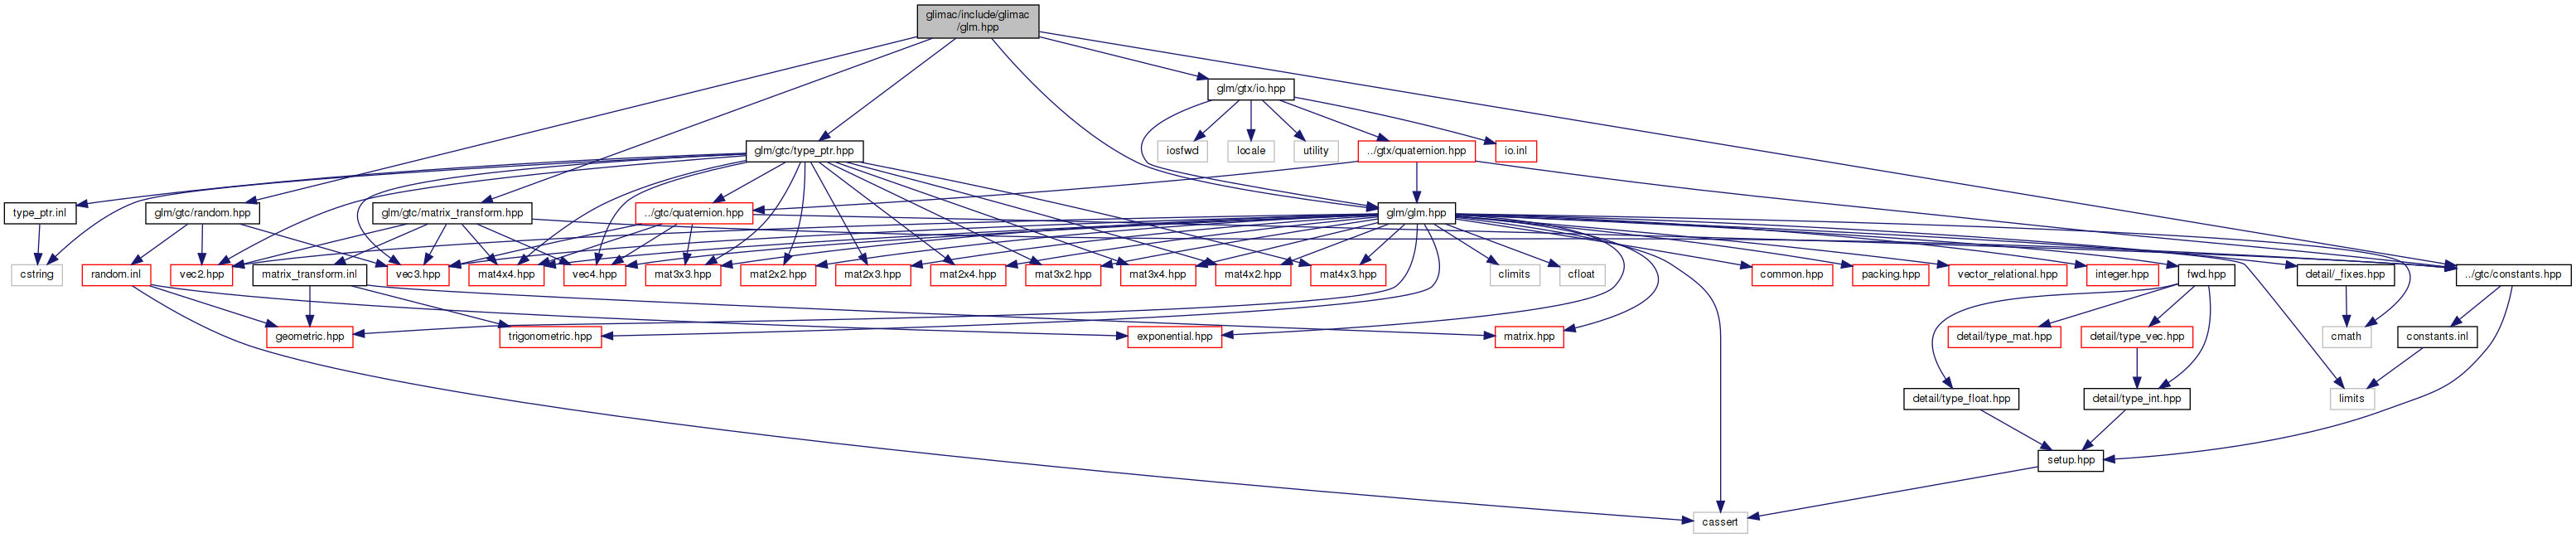 glimac/include/glimac
/glm.hpp
glm/gtx/io.hpp
glm/gtc/type_ptr.hpp
iosfwd
locale
utility
../gtx/quaternion.hpp
io.inl
type_ptr.inl
glm/gtc/random.hpp
glm/gtc/matrix_transform.hpp
../gtc/quaternion.hpp
glm/glm.hpp
cstring
random.inl
vec2.hpp
matrix_transform.inl
vec3.hpp
mat4x4.hpp
vec4.hpp
mat3x3.hpp
mat2x2.hpp
mat2x3.hpp
mat2x4.hpp
mat3x2.hpp
mat3x4.hpp
mat4x2.hpp
mat4x3.hpp
climits
cfloat
common.hpp
packing.hpp
vector_relational.hpp
integer.hpp
fwd.hpp
detail/_fixes.hpp
../gtc/constants.hpp
geometric.hpp
trigonometric.hpp
exponential.hpp
matrix.hpp
detail/type_mat.hpp
detail/type_vec.hpp
cmath
constants.inl
detail/type_float.hpp
detail/type_int.hpp
limits
setup.hpp
cassert